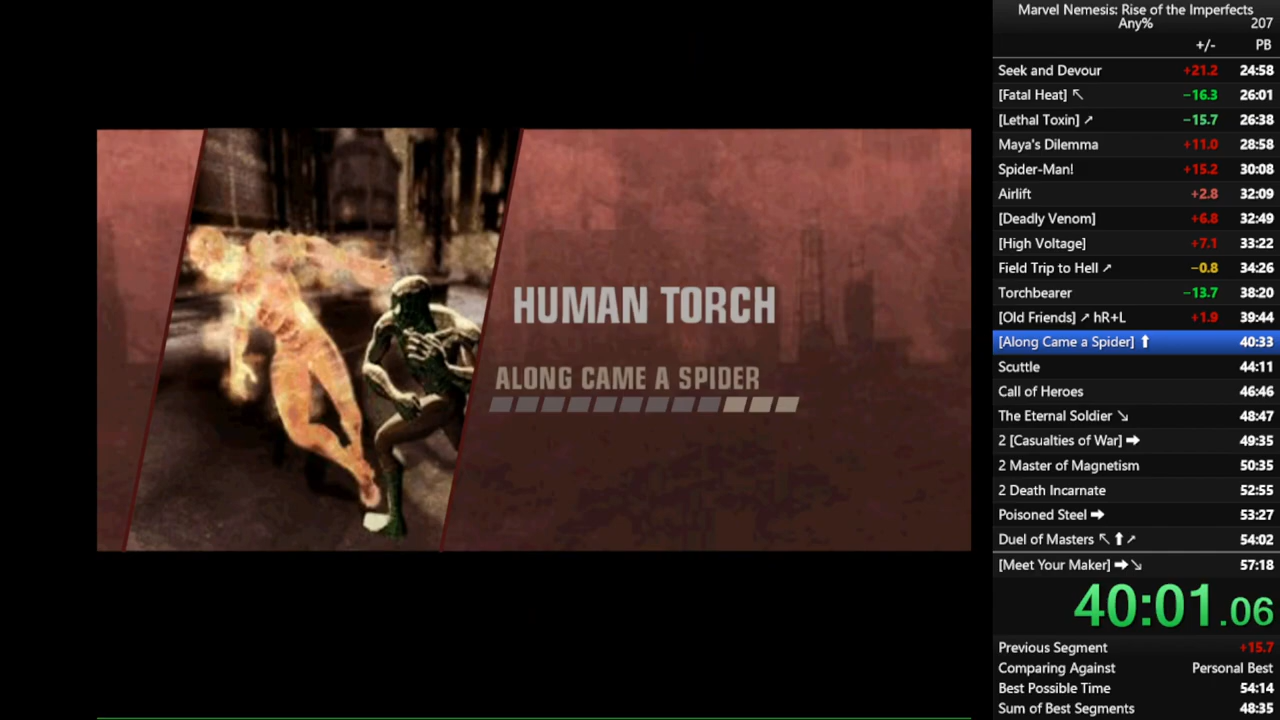 HUMAN TORCH
ALONG CAME A SPIDER
Marvel Nemesis: Rise of the Imperfects
Any% 207
+/- PB
Seek and Devour +21.2 24:58
[Fatal Heat] ↖ −16.3 26:01
[Lethal Toxin] ↗ −15.7 26:38
Maya's Dilemma +11.0 28:58
Spider-Man! +15.2 30:08
Airlift +2.8 32:09
[Deadly Venom] +6.8 32:49
[High Voltage] +7.1 33:22
Field Trip to Hell ↗ −0.8 34:26
Torchbearer −13.7 38:20
[Old Friends] ↗ hR+L +1.9 39:44
[Along Came a Spider] ⬆ 40:33
Scuttle 44:11
Call of Heroes 46:46
The Eternal Soldier ↘ 48:47
2 [Casualties of War] ➡ 49:35
2 Master of Magnetism 50:35
2 Death Incarnate 52:55
Poisoned Steel ➡ 53:27
Duel of Masters ↖ ⬆ ↗ 54:02
[Meet Your Maker] ➡↘ 57:18
40:01.06
Previous Segment +15.7
Comparing Against Personal Best
Best Possible Time 54:14
Sum of Best Segments 48:35